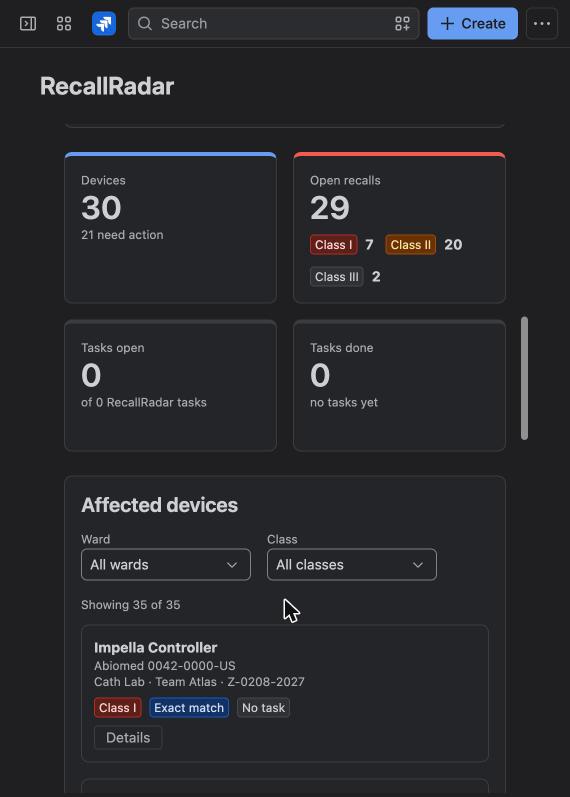 Search
Create
RecallRadar
Devices
30
21 need action
Open recalls
29
Class I 7 Class II 20
Class III 2
Tasks open
0
of 0 RecallRadar tasks
Tasks done
0
no tasks yet
Affected devices
Ward
All wards
Class
All classes
Showing 35 of 35
Impella Controller
Abiomed 0042-0000-US
Cath Lab · Team Atlas · Z-0208-2027
Class I Exact match No task
Details